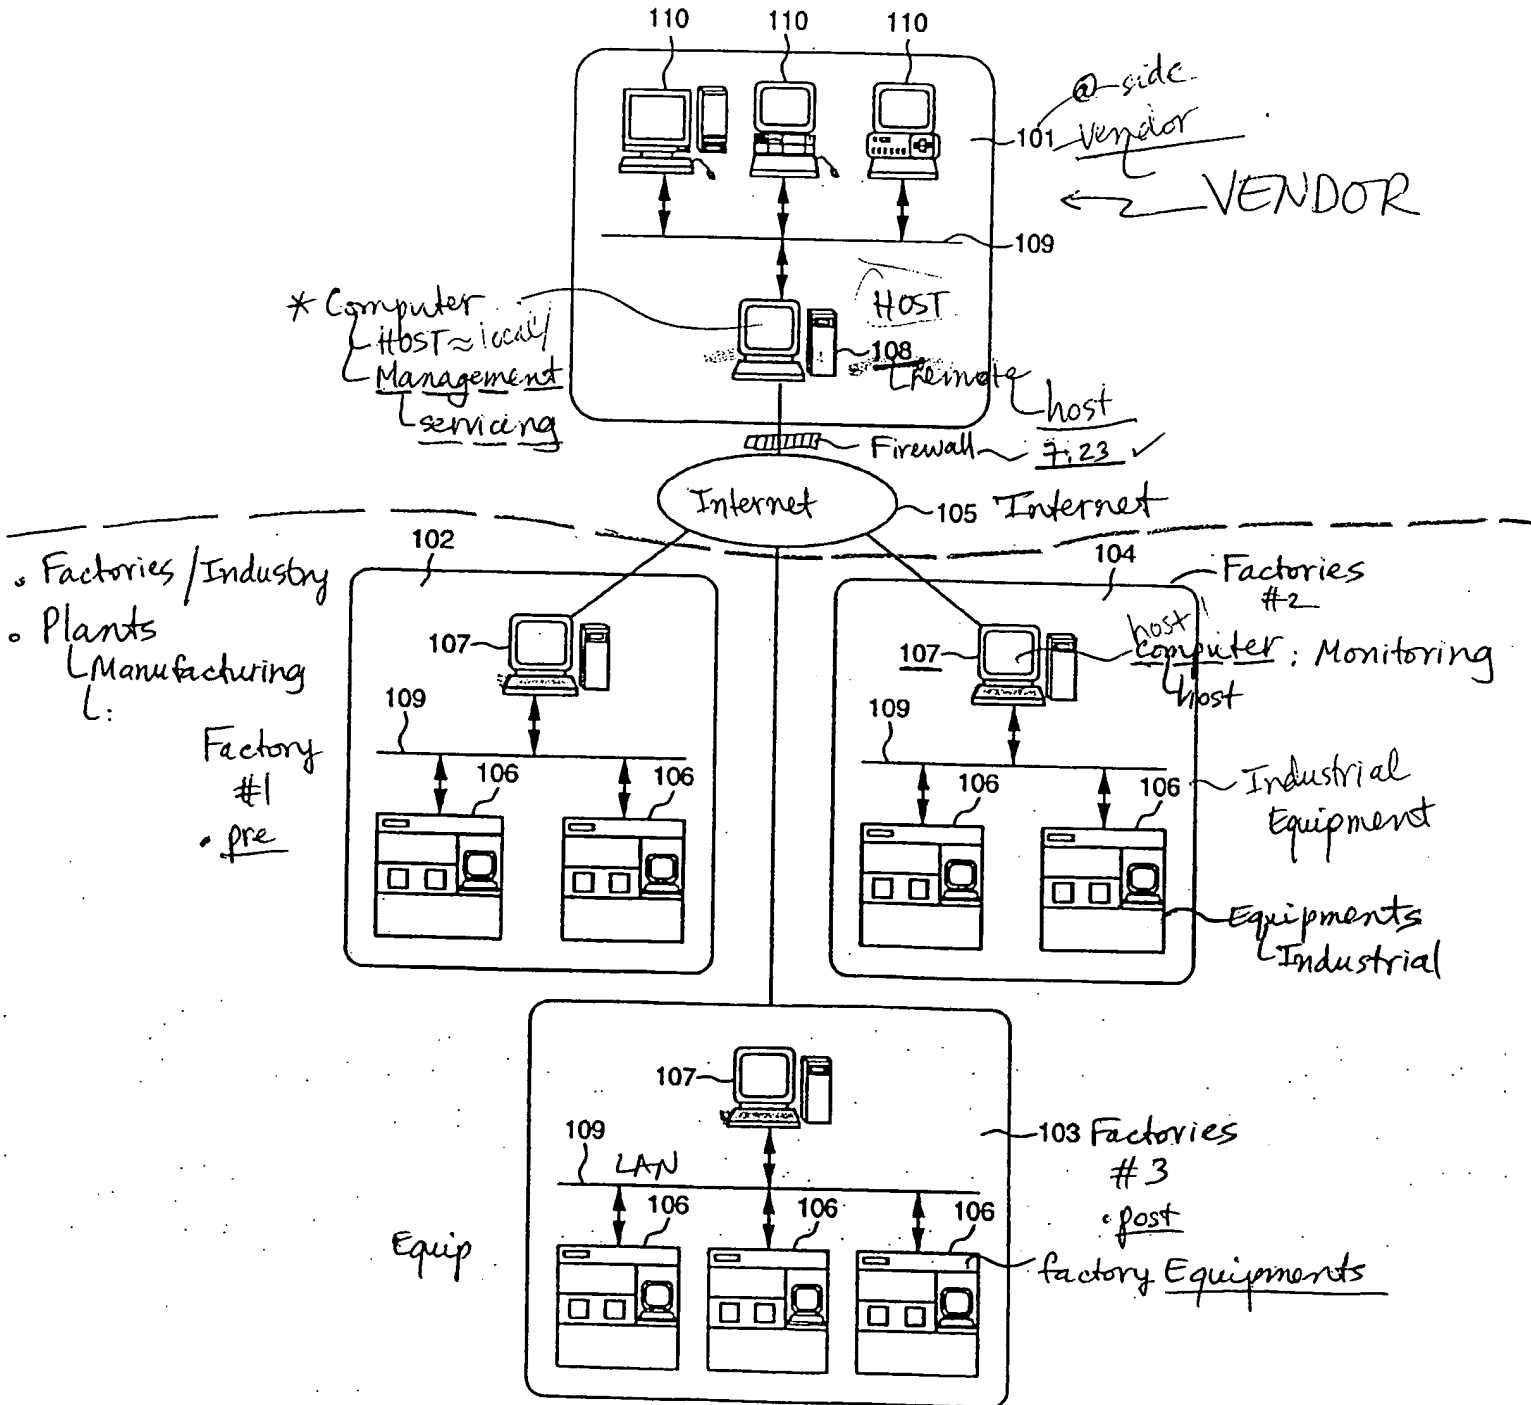 110 110 110
@ side
101 vendor
VENDOR
109
* Computer
HOST ≈ local/
Management
servicing
HOST
108
remote
host
Firewall 7:23 ✓
Internet
105 Internet
• Factories/Industry
• Plants
Manufacturing
:
Factory
#1
• pre
102
107
109
106 106
104
Factories
#2
107
host
computer : Monitoring
host
109
106 106
Industrial
Equipment
Equipments
Industrial
107
103 Factories
#3
• post
109
LAN
106 106 106
Equip
factory Equipments